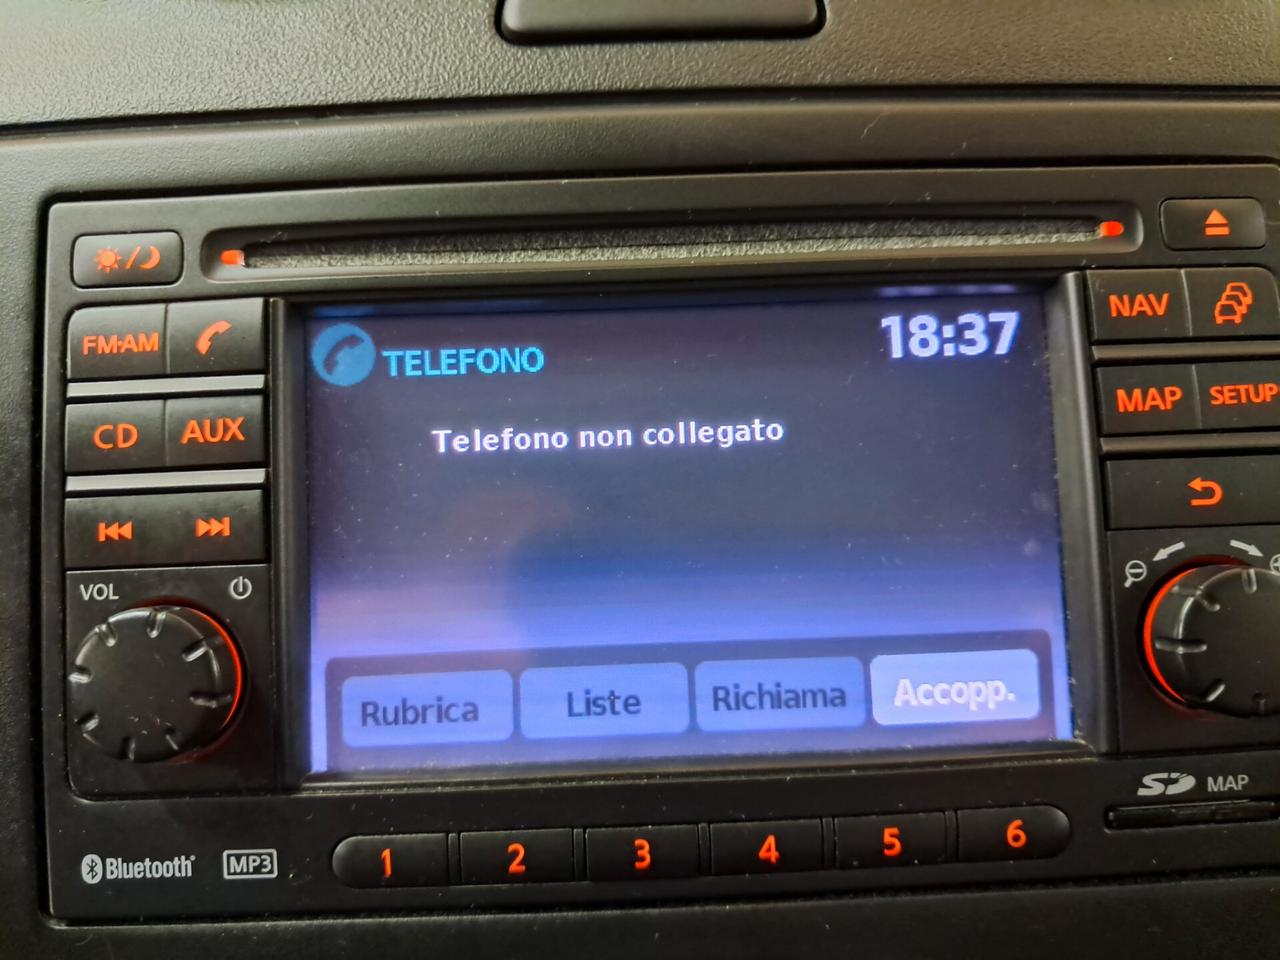 FM·AM
CD
AUX
VOL
TELEFONO
18:37
Telefono non collegato
Rubrica
Liste
Richiama
Accopp.
NAV
MAP
SETUP
SD MAP
Bluetooth
MP3
1
2
3
4
5
6